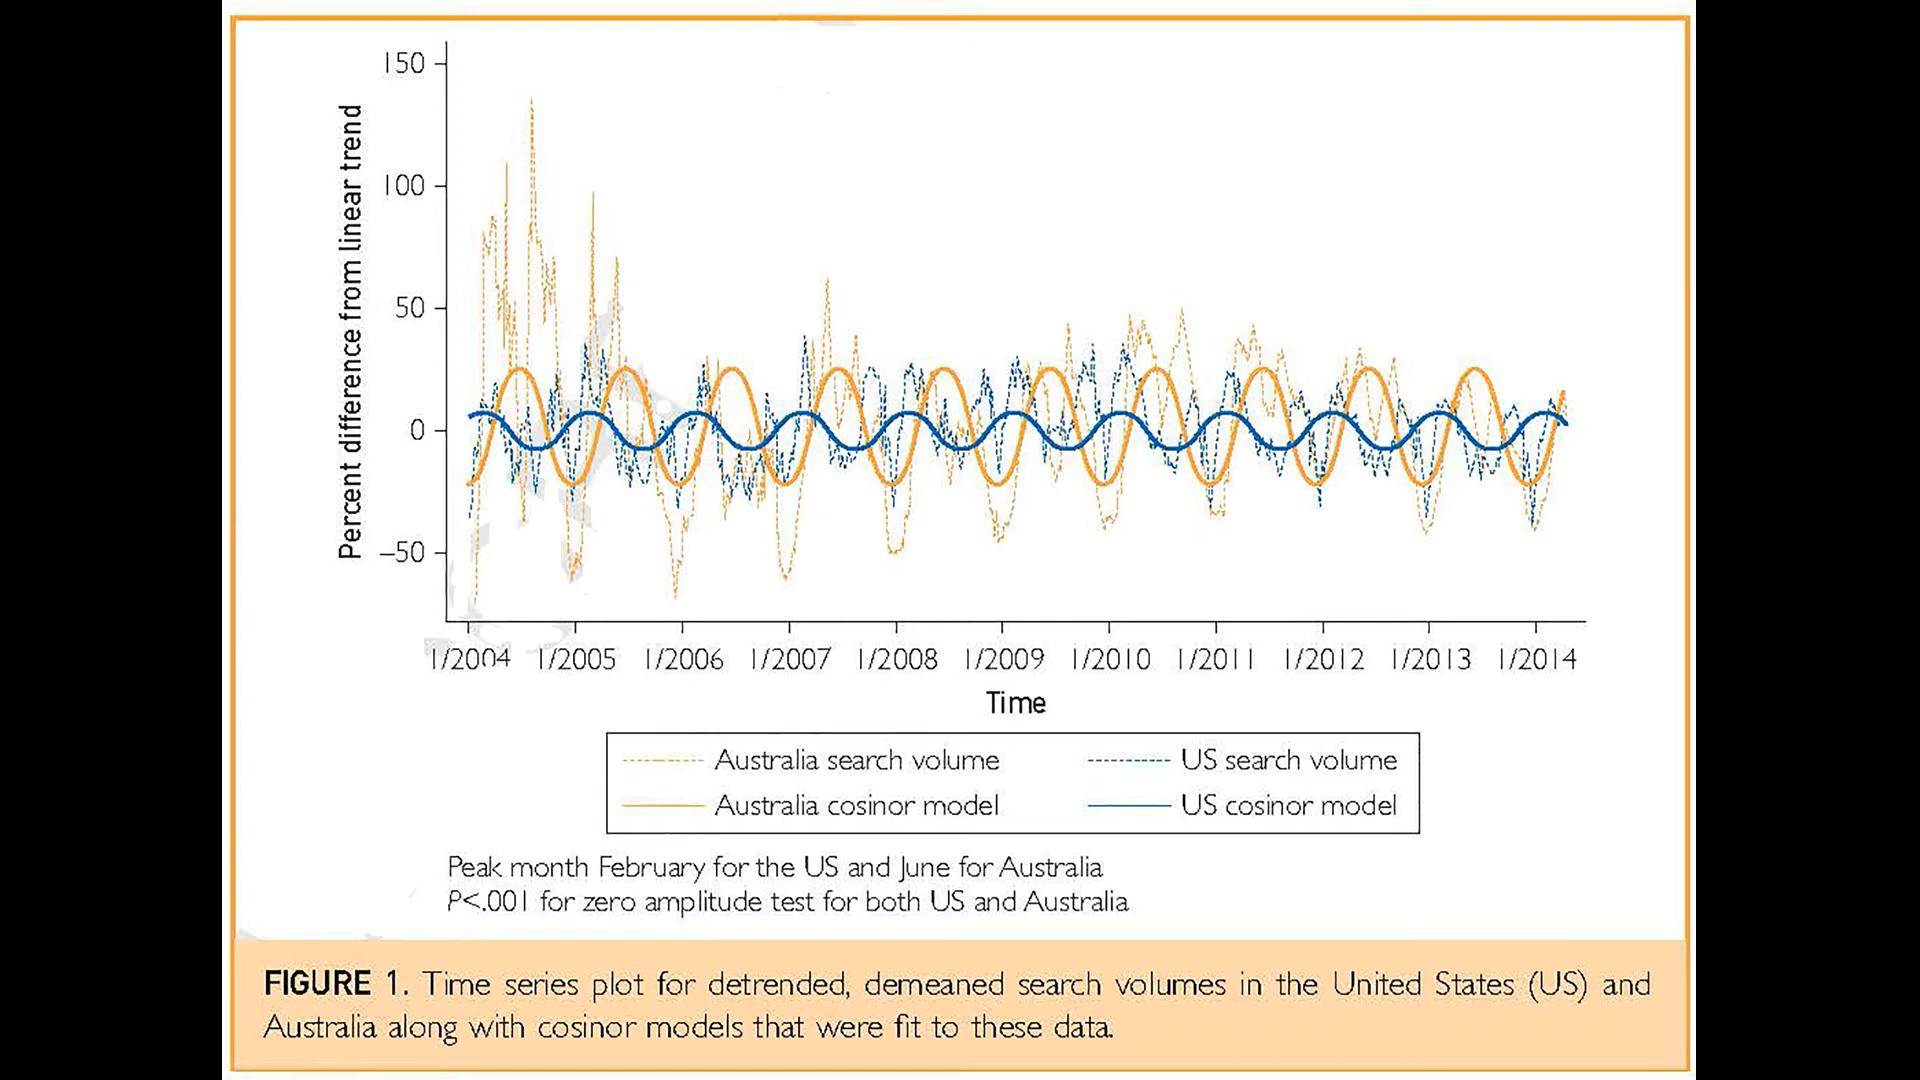 150
100
50
0
–50
Percent difference from linear trend
1/2004 1/2005 1/2006 1/2007 1/2008 1/2009 1/2010 1/2011 1/2012 1/2013 1/2014
Time
Australia search volume US search volume
Australia cosinor model US cosinor model
Peak month February for the US and June for Australia
P<.001 for zero amplitude test for both US and Australia
FIGURE 1. Time series plot for detrended, demeaned search volumes in the United States (US) and
Australia along with cosinor models that were fit to these data.